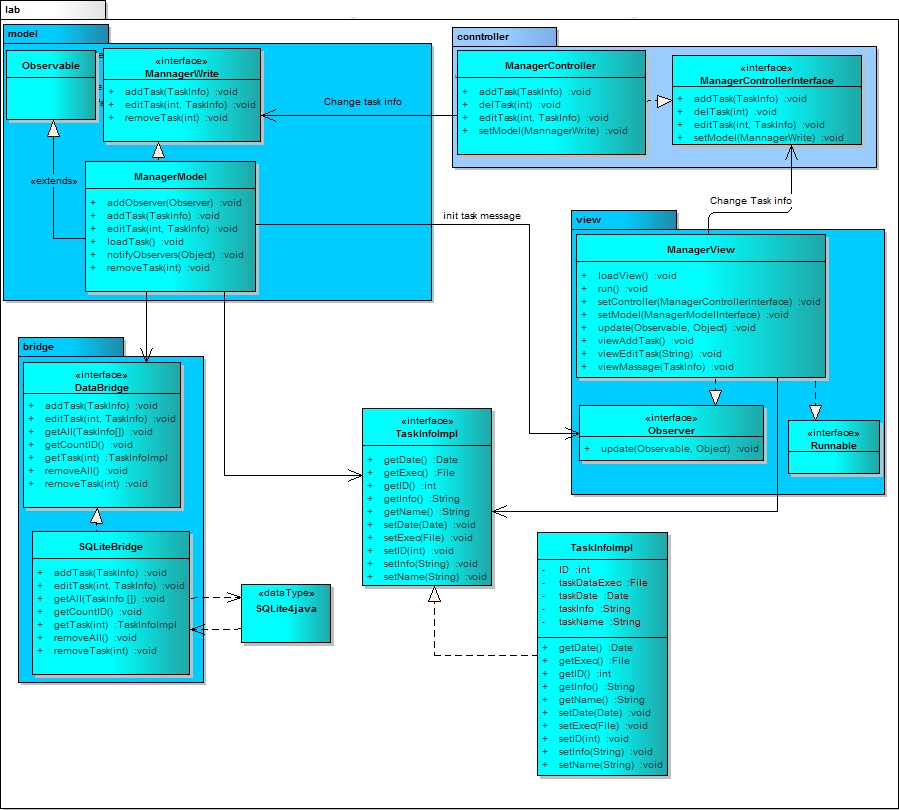 lab
model
Observable
«interface»
MannagerWrite
+ addTask(TaskInfo) :void
+ editTask(int, TaskInfo) :void
+ removeTask(int) :void
«extends»
ManagerModel
+ addObserver(Observer) :void
+ addTask(TaskInfo) :void
+ editTask(int, TaskInfo) :void
+ loadTask() :void
+ notifyObservers(Object) :void
+ removeTask(int) :void
Change task info
init task message
conntroller
ManagerController
+ addTask(TaskInfo) :void
+ delTask(int) :void
+ editTask(int, TaskInfo) :void
+ setModel(MannagerWrite) :void
«interface»
ManagerControllerInterface
+ addTask(TaskInfo) :void
+ delTask(int) :void
+ editTask(int, TaskInfo) :void
+ setModel(MannagerWrite) :void
Change Task info
view
ManagerView
+ loadView() :void
+ run() :void
+ setController(ManagerControllerInterface) :void
+ setModel(ManagerModelInterface) :void
+ update(Observable, Object) :void
+ viewAddTask() :void
+ viewEditTask(String) :void
+ viewMassage(TaskInfo) :void
«interface»
Observer
+ update(Observable, Object) :void
«interface»
Runnable
bridge
«interface»
DataBridge
+ addTask(TaskInfo) :void
+ editTask(int, TaskInfo) :void
+ getAll(TaskInfo[]) :void
+ getCountID() :void
+ getTask(int) :TaskInfoImpl
+ removeAll() :void
+ removeTask(int) :void
SQLiteBridge
+ addTask(TaskInfo) :void
+ editTask(int, TaskInfo) :void
+ getAll(TaskInfo []) :void
+ getCountID() :void
+ getTask(int) :TaskInfoImpl
+ removeAll() :void
+ removeTask(int) :void
«dataType»
SQLite4java
«interface»
TaskInfoImpl
+ getDate() :Date
+ getExec() :File
+ getID() :int
+ getInfo() :String
+ getName() :String
+ setDate(Date) :void
+ setExec(File) :void
+ setID(int) :void
+ setInfo(String) :void
+ setName(String) :void
TaskInfoImpl
- ID :int
- taskDataExec :File
- taskDate :Date
- taskInfo :String
- taskName :String
+ getDate() :Date
+ getExec() :File
+ getID() :int
+ getInfo() :String
+ getName() :String
+ setDate(Date) :void
+ setExec(File) :void
+ setID(int) :void
+ setInfo(String) :void
+ setName(String) :void